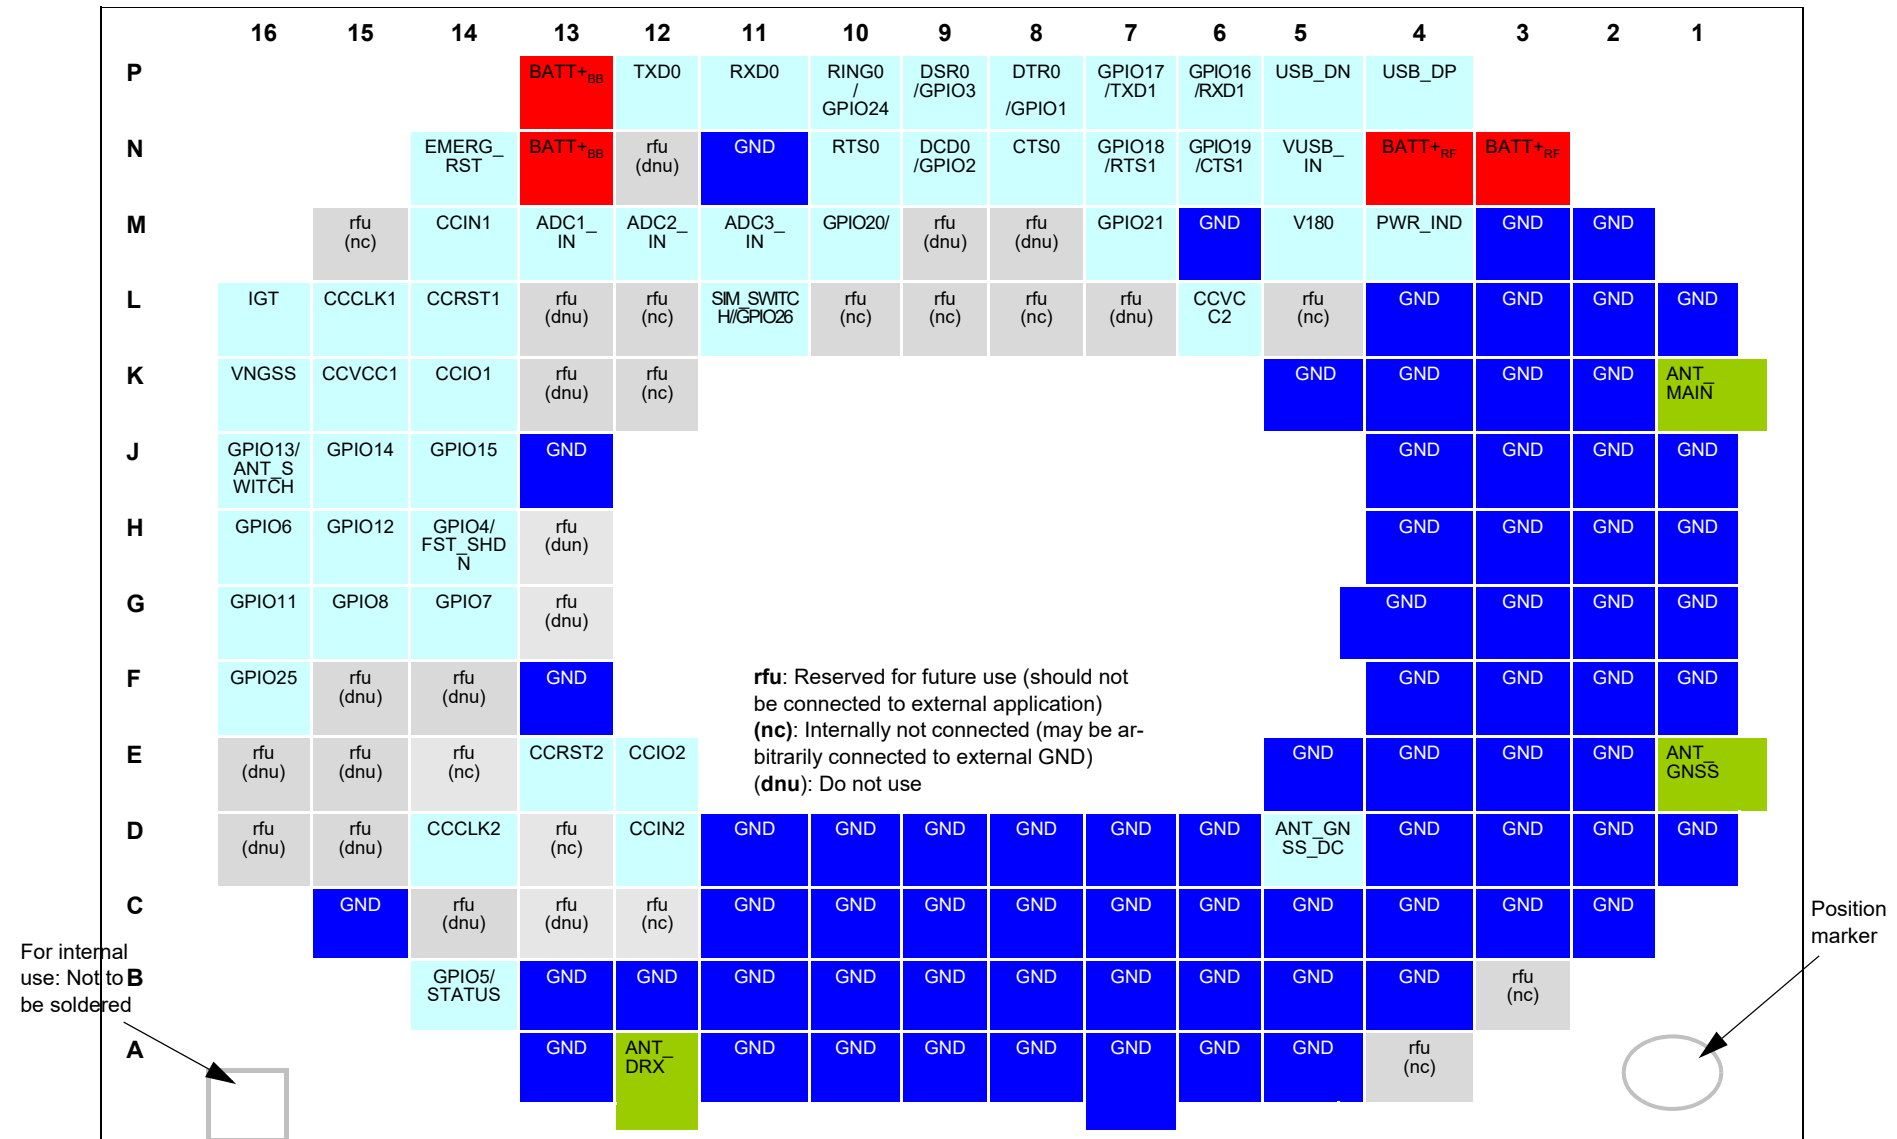 16 15 14 13 12 11 10 9 8 7 6 5 4 3 2 1
P BATT+BB TXD0 RXD0 RING0 / GPIO24 DSR0 /GPIO3 DTR0 /GPIO1 GPIO17 /TXD1 GPIO16 /RXD1 USB_DN USB_DP
N EMERG_ RST BATT+BB rfu (dnu) GND RTS0 DCD0 /GPIO2 CTS0 GPIO18 /RTS1 GPIO19 /CTS1 VUSB_ IN BATT+RF BATT+RF
M rfu (nc) CCIN1 ADC1_ IN ADC2_ IN ADC3_ IN GPIO20/ rfu (dnu) rfu (dnu) GPIO21 GND V180 PWR_IND GND GND
L IGT CCCLK1 CCRST1 rfu (dnu) rfu (nc) SIM_SWITC H//GPIO26 rfu (nc) rfu (nc) rfu (nc) rfu (dnu) CCVC C2 rfu (nc) GND GND GND GND
K VNGSS CCVCC1 CCIO1 rfu (dnu) rfu (nc) GND GND GND GND ANT_ MAIN
J GPIO13/ ANT_S WITCH GPIO14 GPIO15 GND GND GND GND GND
H GPIO6 GPIO12 GPIO4/ FST_SHD N rfu (dun) GND GND GND GND
G GPIO11 GPIO8 GPIO7 rfu (dnu) GND GND GND GND
F GPIO25 rfu (dnu) rfu (dnu) GND GND GND GND GND
rfu: Reserved for future use (should not
be connected to external application)
(nc): Internally not connected (may be ar-
bitrarily connected to external GND)
(dnu): Do not use
E rfu (dnu) rfu (dnu) rfu (nc) CCRST2 CCIO2 GND GND GND GND ANT_ GNSS
D rfu (dnu) rfu (dnu) CCCLK2 rfu (nc) CCIN2 GND GND GND GND GND GND ANT_GN SS_DC GND GND GND GND
C GND rfu (dnu) rfu (dnu) rfu (nc) GND GND GND GND GND GND GND GND GND GND
B GPIO5/ STATUS GND GND GND GND GND GND GND GND GND GND rfu (nc)
A GND ANT_ DRX GND GND GND GND GND GND GND rfu (nc)
For internal
use: Not to
be soldered
Position
marker